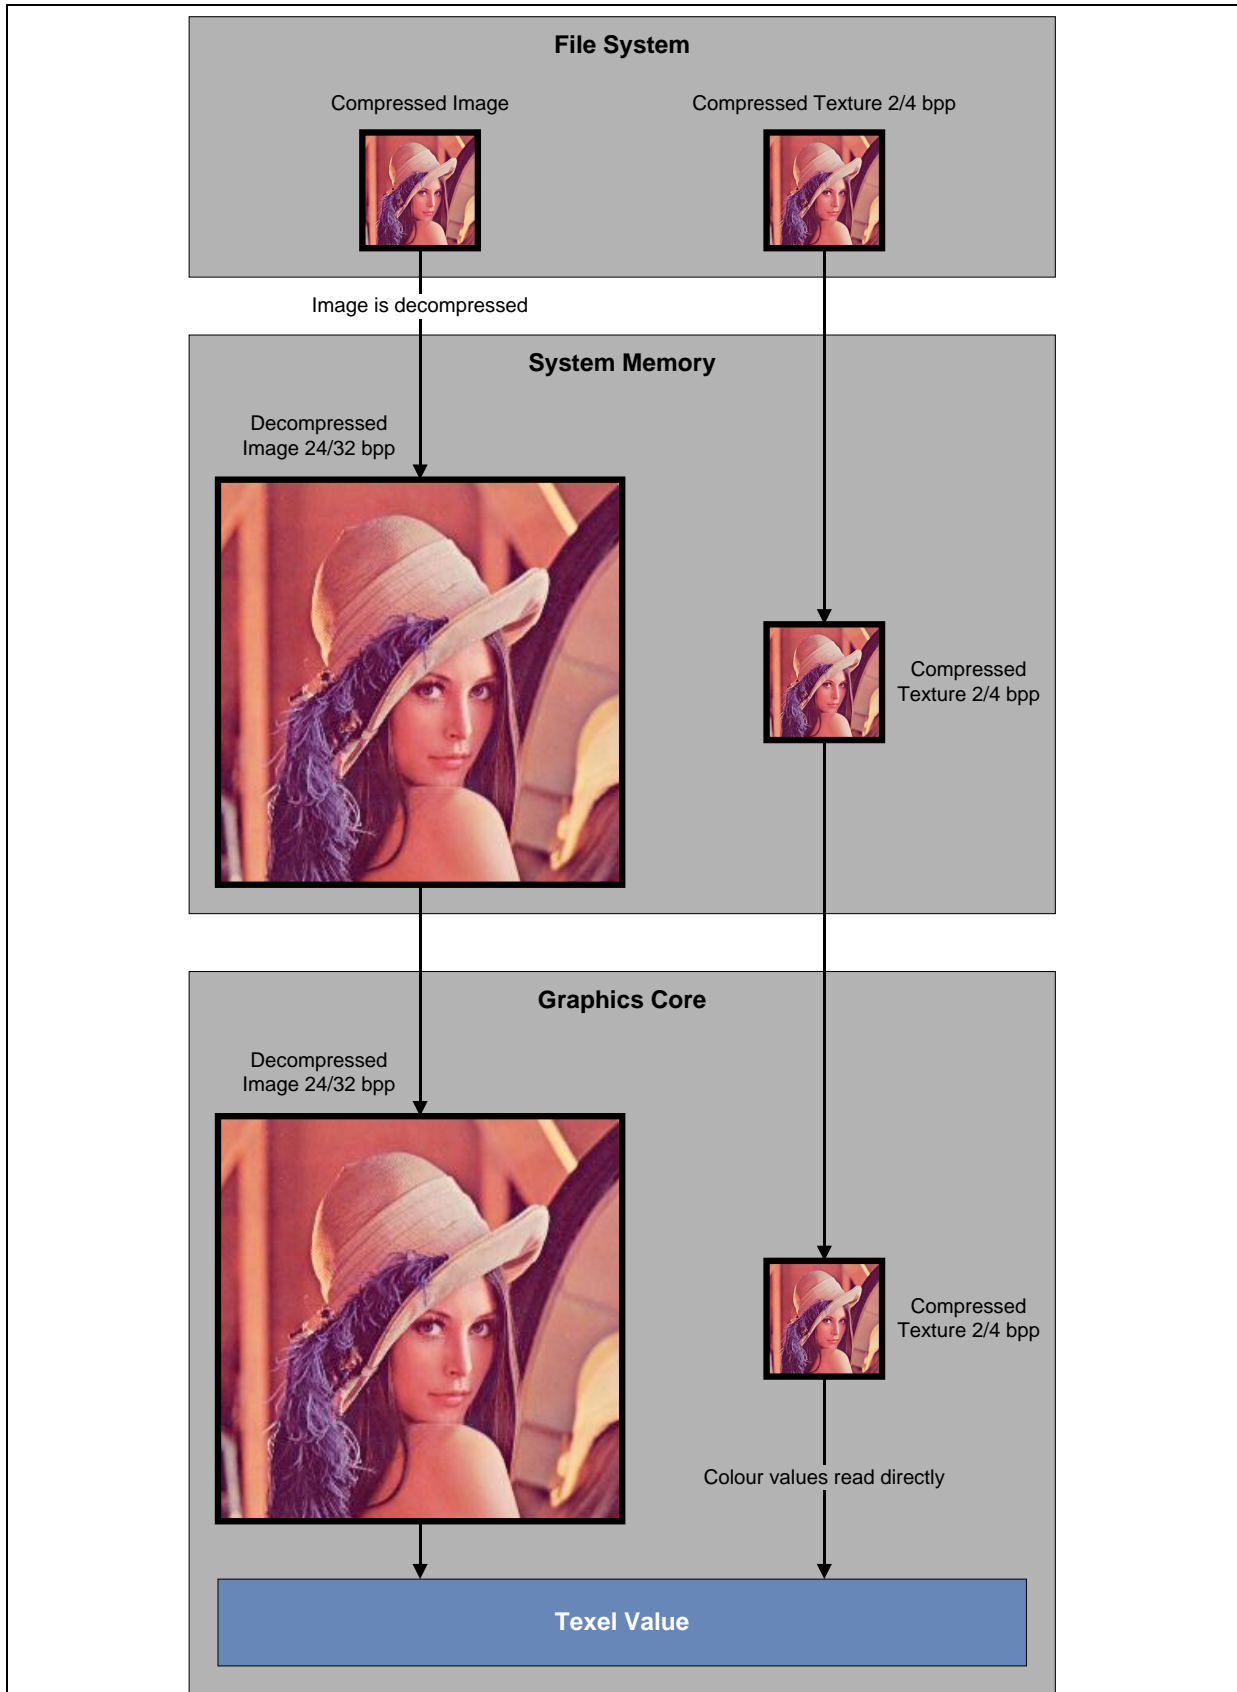 File System
Compressed Image
Compressed Texture 2/4 bpp
Image is decompressed
System Memory
Decompressed
Image 24/32 bpp
Compressed
Texture 2/4 bpp
Graphics Core
Decompressed
Image 24/32 bpp
Compressed
Texture 2/4 bpp
Colour values read directly
Texel Value